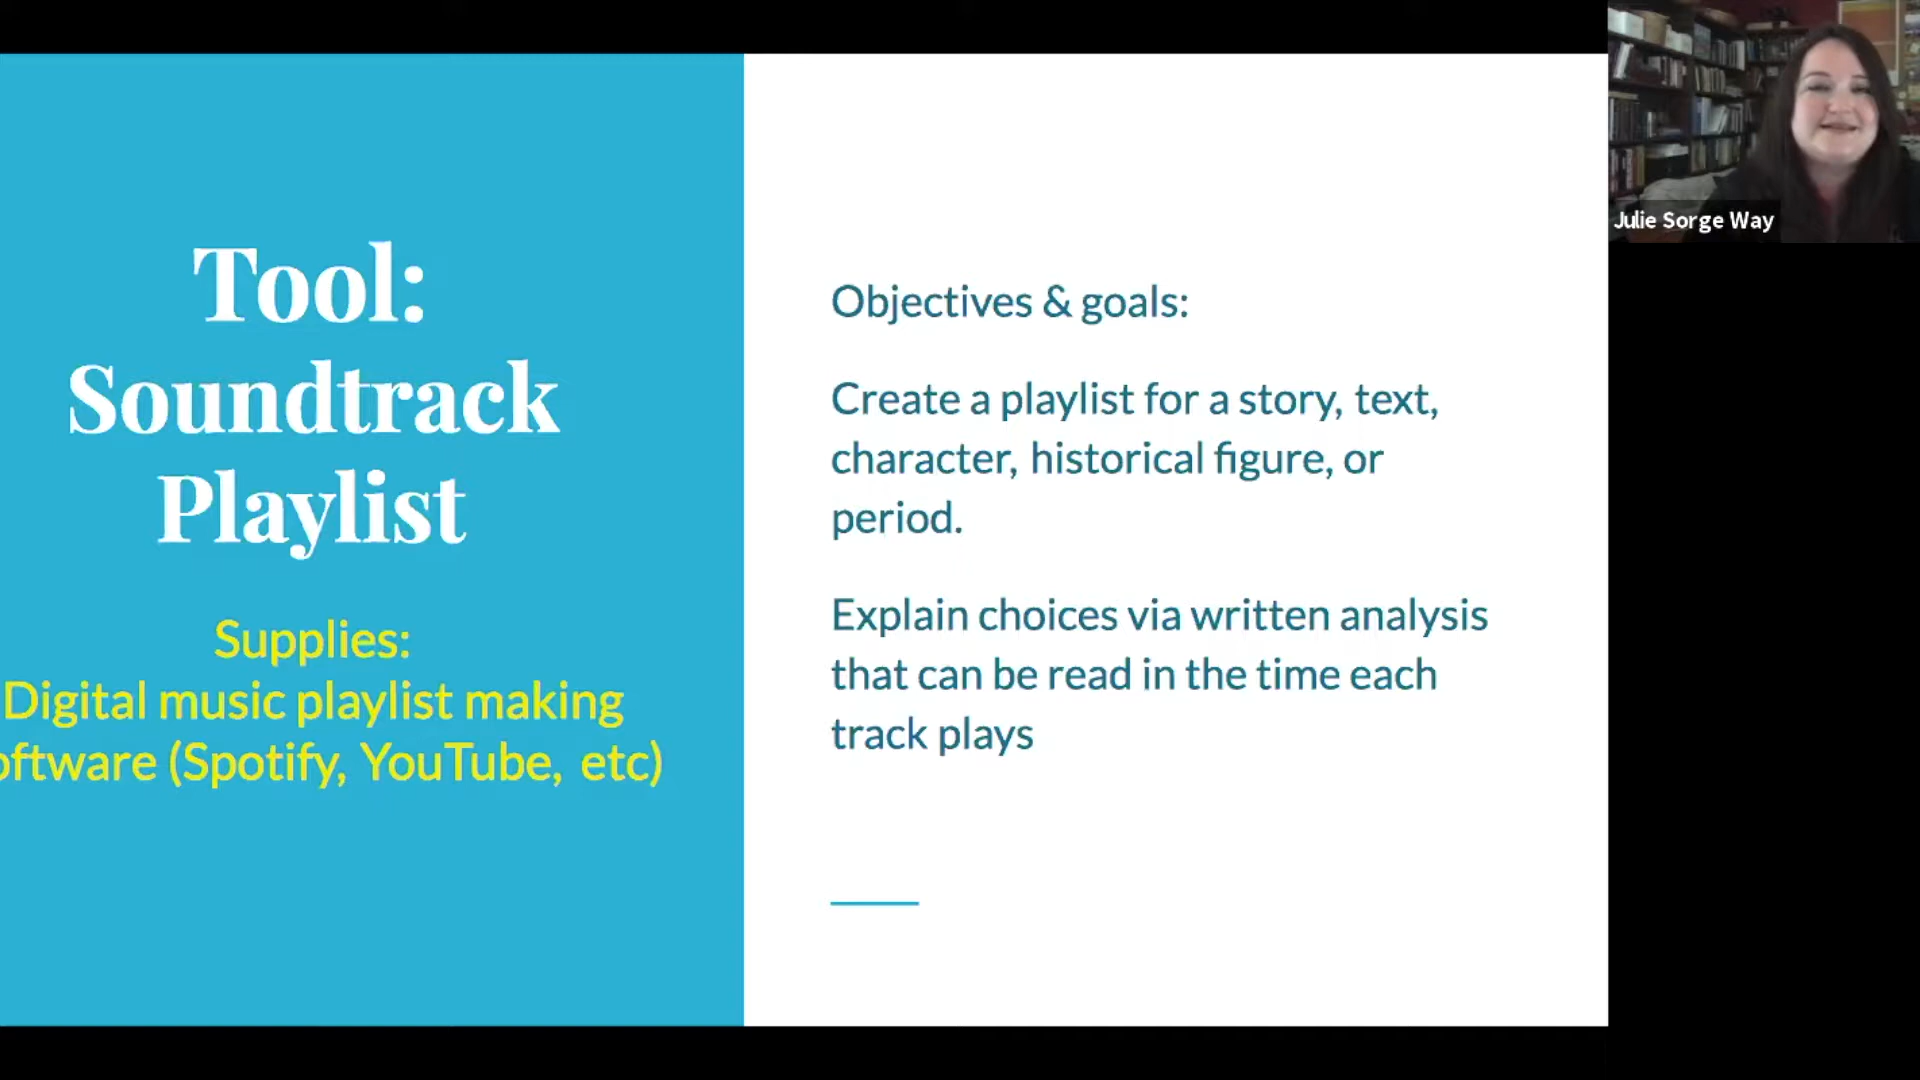 Tool:
Soundtrack
Playlist
Supplies:
Digital music playlist making
oftware (Spotify, YouTube, etc)
Objectives & goals:
Create a playlist for a story, text,
character, historical figure, or
period.
Explain choices via written analysis
that can be read in the time each
track plays
Julie Sorge Way